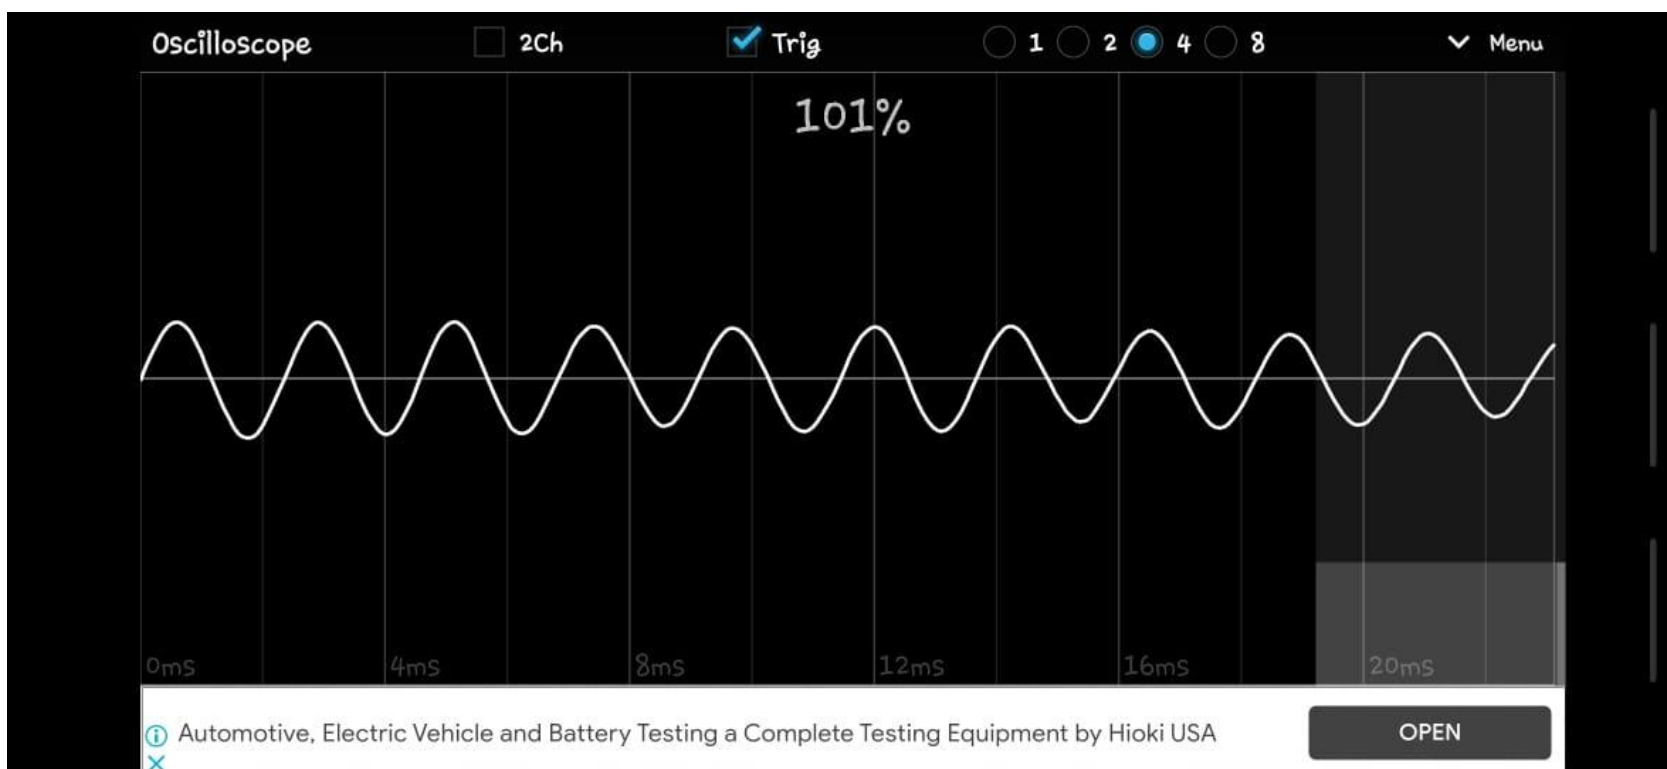 Oscilloscope 2Ch Trig 1 2 4 8 Menu
101%
0ms 4ms 8ms 12ms 16ms 20ms
Automotive, Electric Vehicle and Battery Testing a Complete Testing Equipment by Hioki USA OPEN